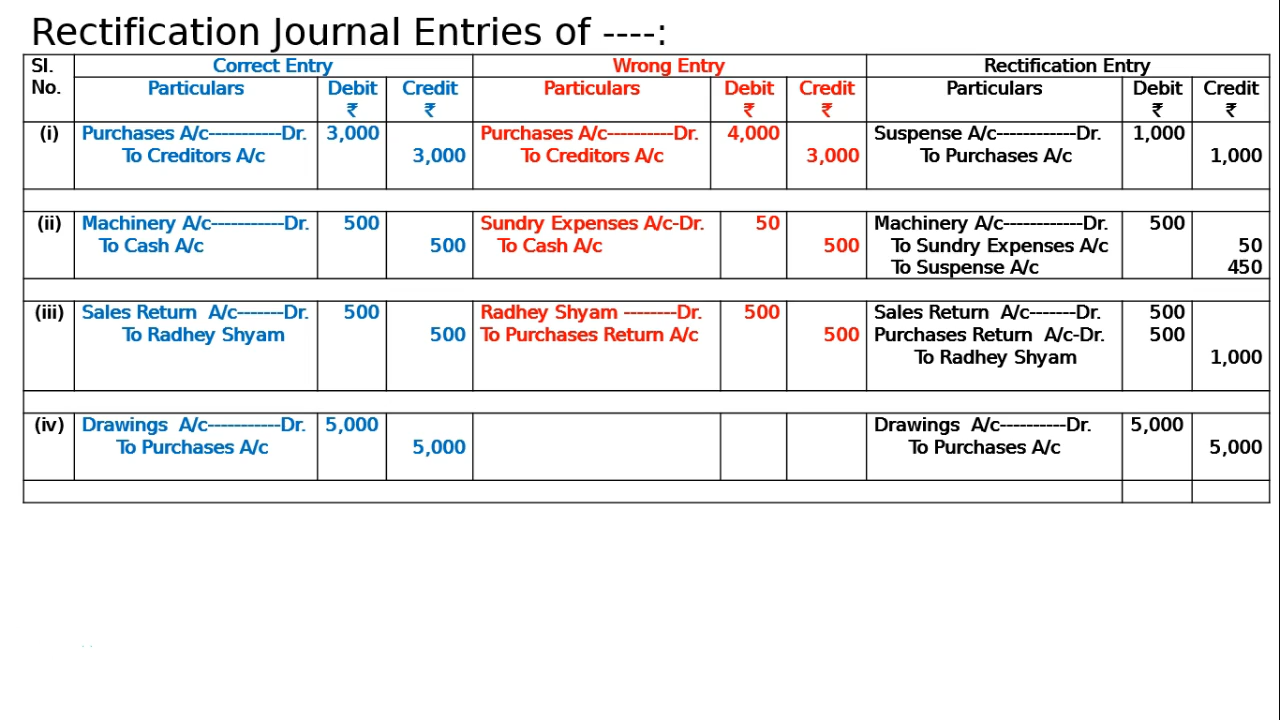 Rectification Journal Entries of ----:
Sl. No. Correct Entry Wrong Entry Rectification Entry
Particulars Debit ₹ Credit ₹ Particulars Debit ₹ Credit ₹ Particulars Debit ₹ Credit ₹
(i) Purchases A/c-----------Dr. 3,000 Purchases A/c----------Dr. 4,000 Suspense A/c------------Dr. 1,000
To Creditors A/c 3,000 To Creditors A/c 3,000 To Purchases A/c 1,000
(ii) Machinery A/c-----------Dr. 500 Sundry Expenses A/c-Dr. 50 Machinery A/c------------Dr. 500
To Cash A/c 500 To Cash A/c 500 To Sundry Expenses A/c 50
To Suspense A/c 450
(iii) Sales Return A/c-------Dr. 500 Radhey Shyam --------Dr. 500 Sales Return A/c-------Dr. 500
To Radhey Shyam 500 To Purchases Return A/c 500 Purchases Return A/c-Dr. 500
To Radhey Shyam 1,000
(iv) Drawings A/c-----------Dr. 5,000 Drawings A/c----------Dr. 5,000
To Purchases A/c 5,000 To Purchases A/c 5,000